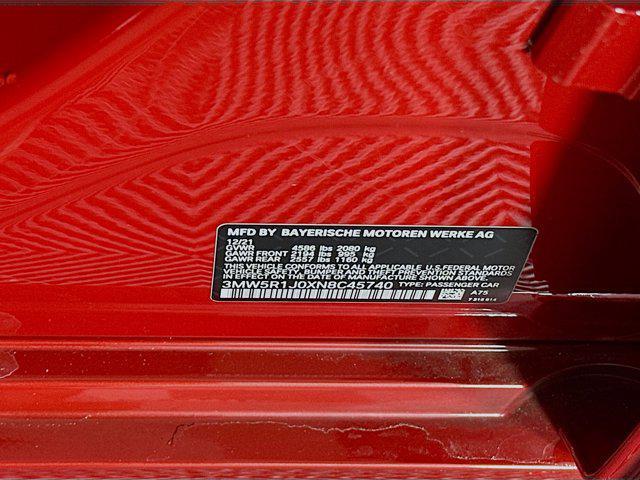 MFD BY BAYERISCHE MOTOREN WERKE AG
12/21
GVWR 4586 lbs 2080 kg
GAWR FRONT 2194 lbs 995 kg
GAWR REAR 2557 lbs 1160 kg
THIS VEHICLE CONFORMS TO ALL APPLICABLE U.S. FEDERAL MOTOR
VEHICLE SAFETY, BUMPER AND THEFT PREVENTION STANDARDS
IN EFFECT ON THE DATE OF MANUFACTURE SHOWN ABOVE.
3MW5R1J0XN8C45740 TYPE: PASSENGER CAR
A75